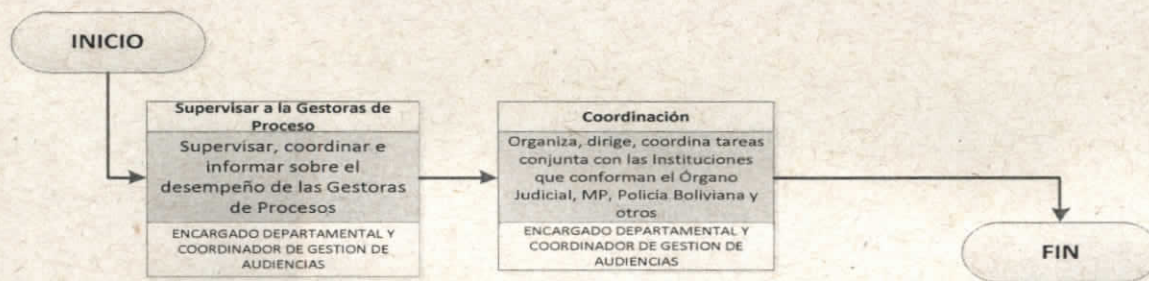 INICIO
Supervisar a la Gestoras de
Proceso
Supervisar, coordinar e
informar sobre el
desempeño de las Gestoras
de Procesos
ENCARGADO DEPARTAMENTAL Y
COORDINADOR DE GESTION DE
AUDIENCIAS
Coordinación
Organiza, dirige, coordina tareas
conjunta con las Instituciones
que conforman el Órgano
Judicial, MP, Policia Boliviana y
otros
ENCARGADO DEPARTAMENTAL Y
COORDINADOR DE GESTION DE
AUDIENCIAS
FIN